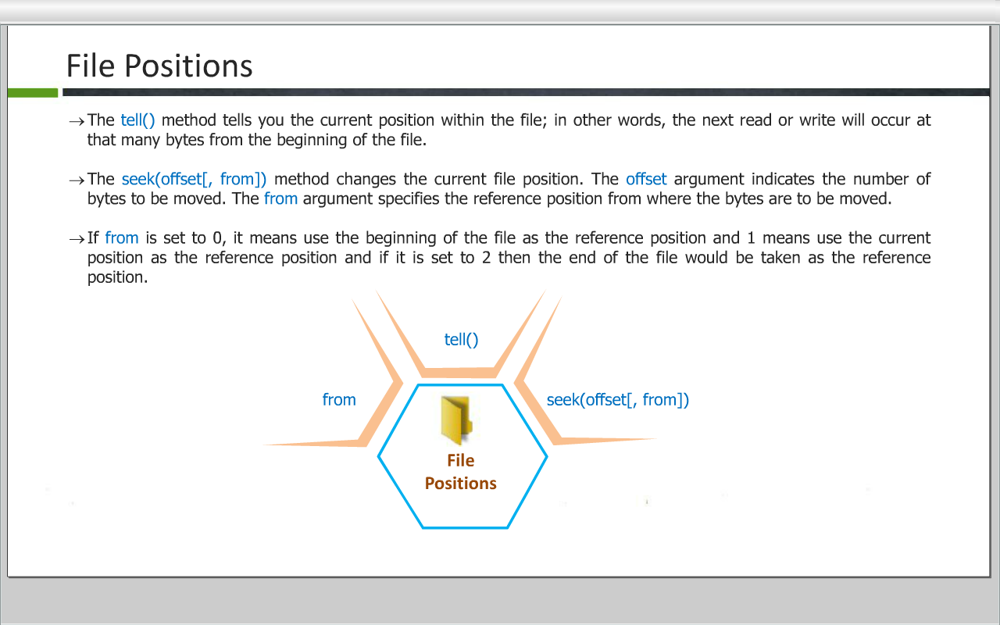 File Positions
→The tell() method tells you the current position within the file; in other words, the next read or write will occur at
that many bytes from the beginning of the file.
→The seek(offset[, from]) method changes the current file position. The offset argument indicates the number of
bytes to be moved. The from argument specifies the reference position from where the bytes are to be moved.
→If from is set to 0, it means use the beginning of the file as the reference position and 1 means use the current
position as the reference position and if it is set to 2 then the end of the file would be taken as the reference
position.
tell()
from
seek(offset[, from])
File
Positions